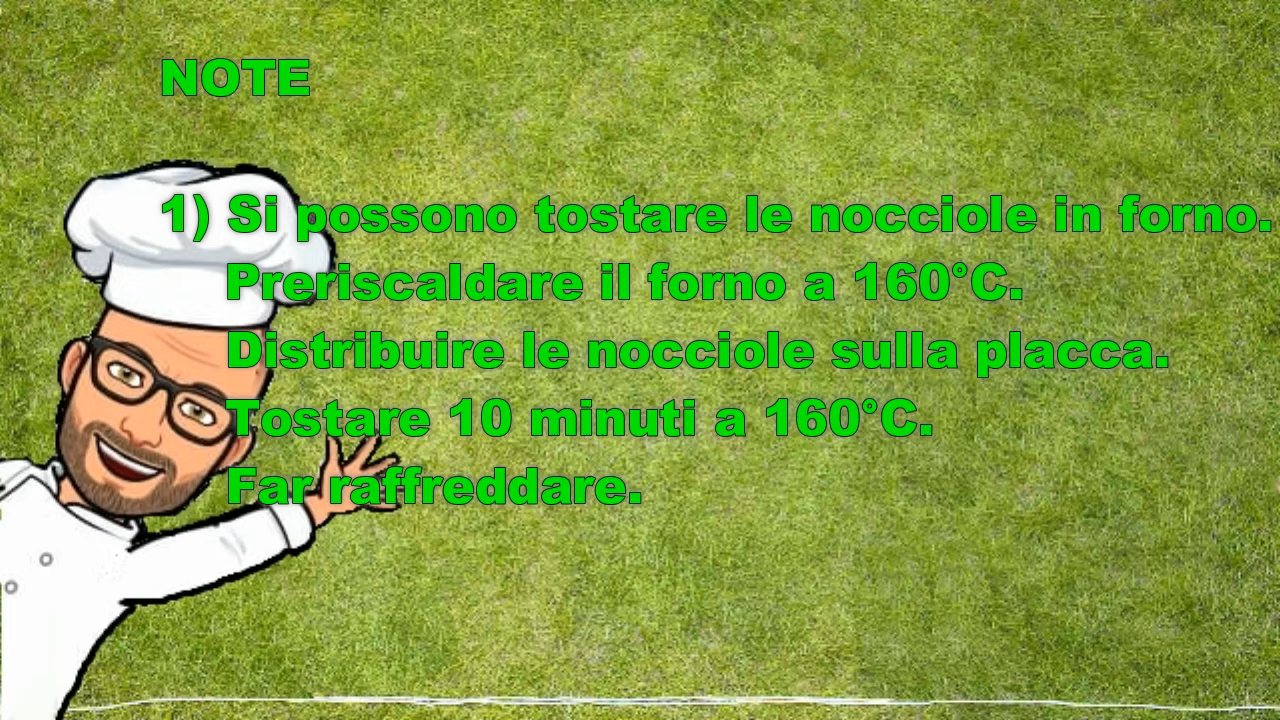 NOTE
1) Si possono tostare le nocciole in forno.
Preriscaldare il forno a 160°C.
Distribuire le nocciole sulla placca.
Tostare 10 minuti a 160°C.
Far raffreddare.